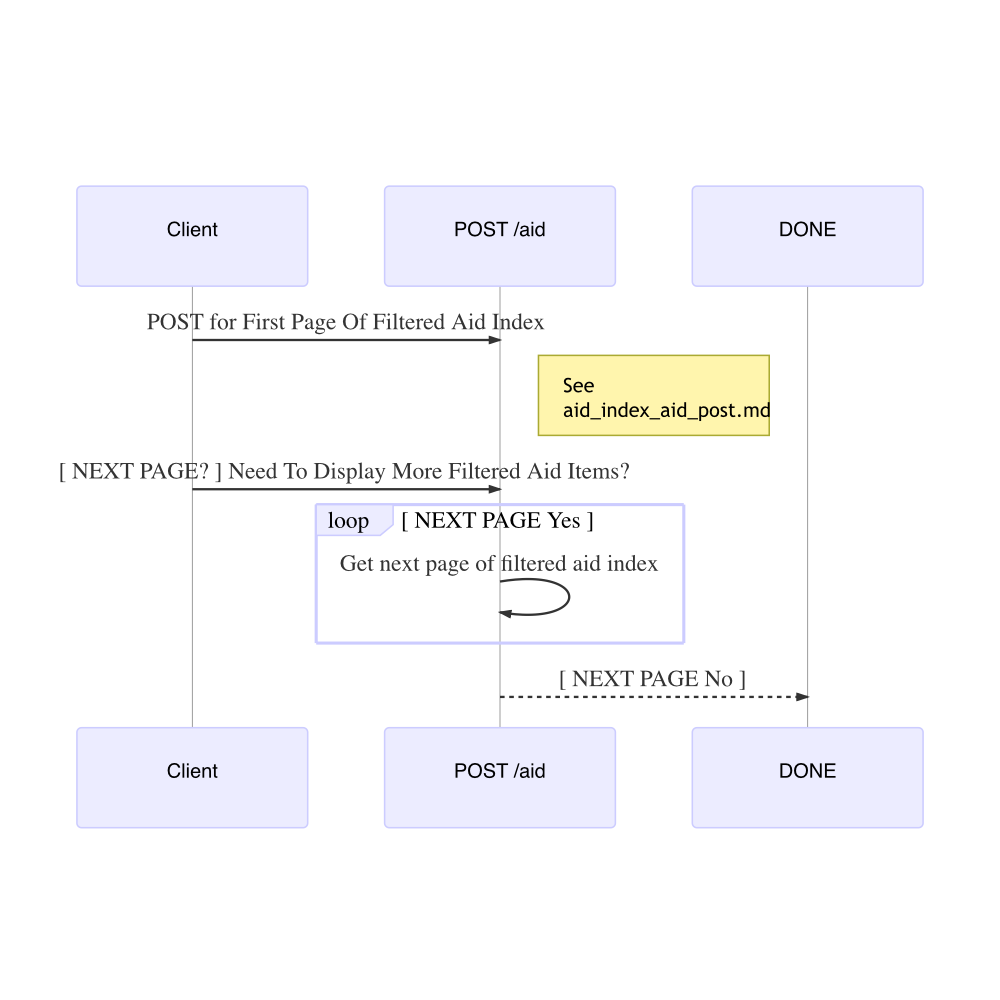 Client
POST /aid
DONE
POST for First Page Of Filtered Aid Index
See
aid_index_aid_post.md
[ NEXT PAGE? ] Need To Display More Filtered Aid Items?
loop
[ NEXT PAGE Yes ]
Get next page of filtered aid index
[ NEXT PAGE No ]
Client
POST /aid
DONE